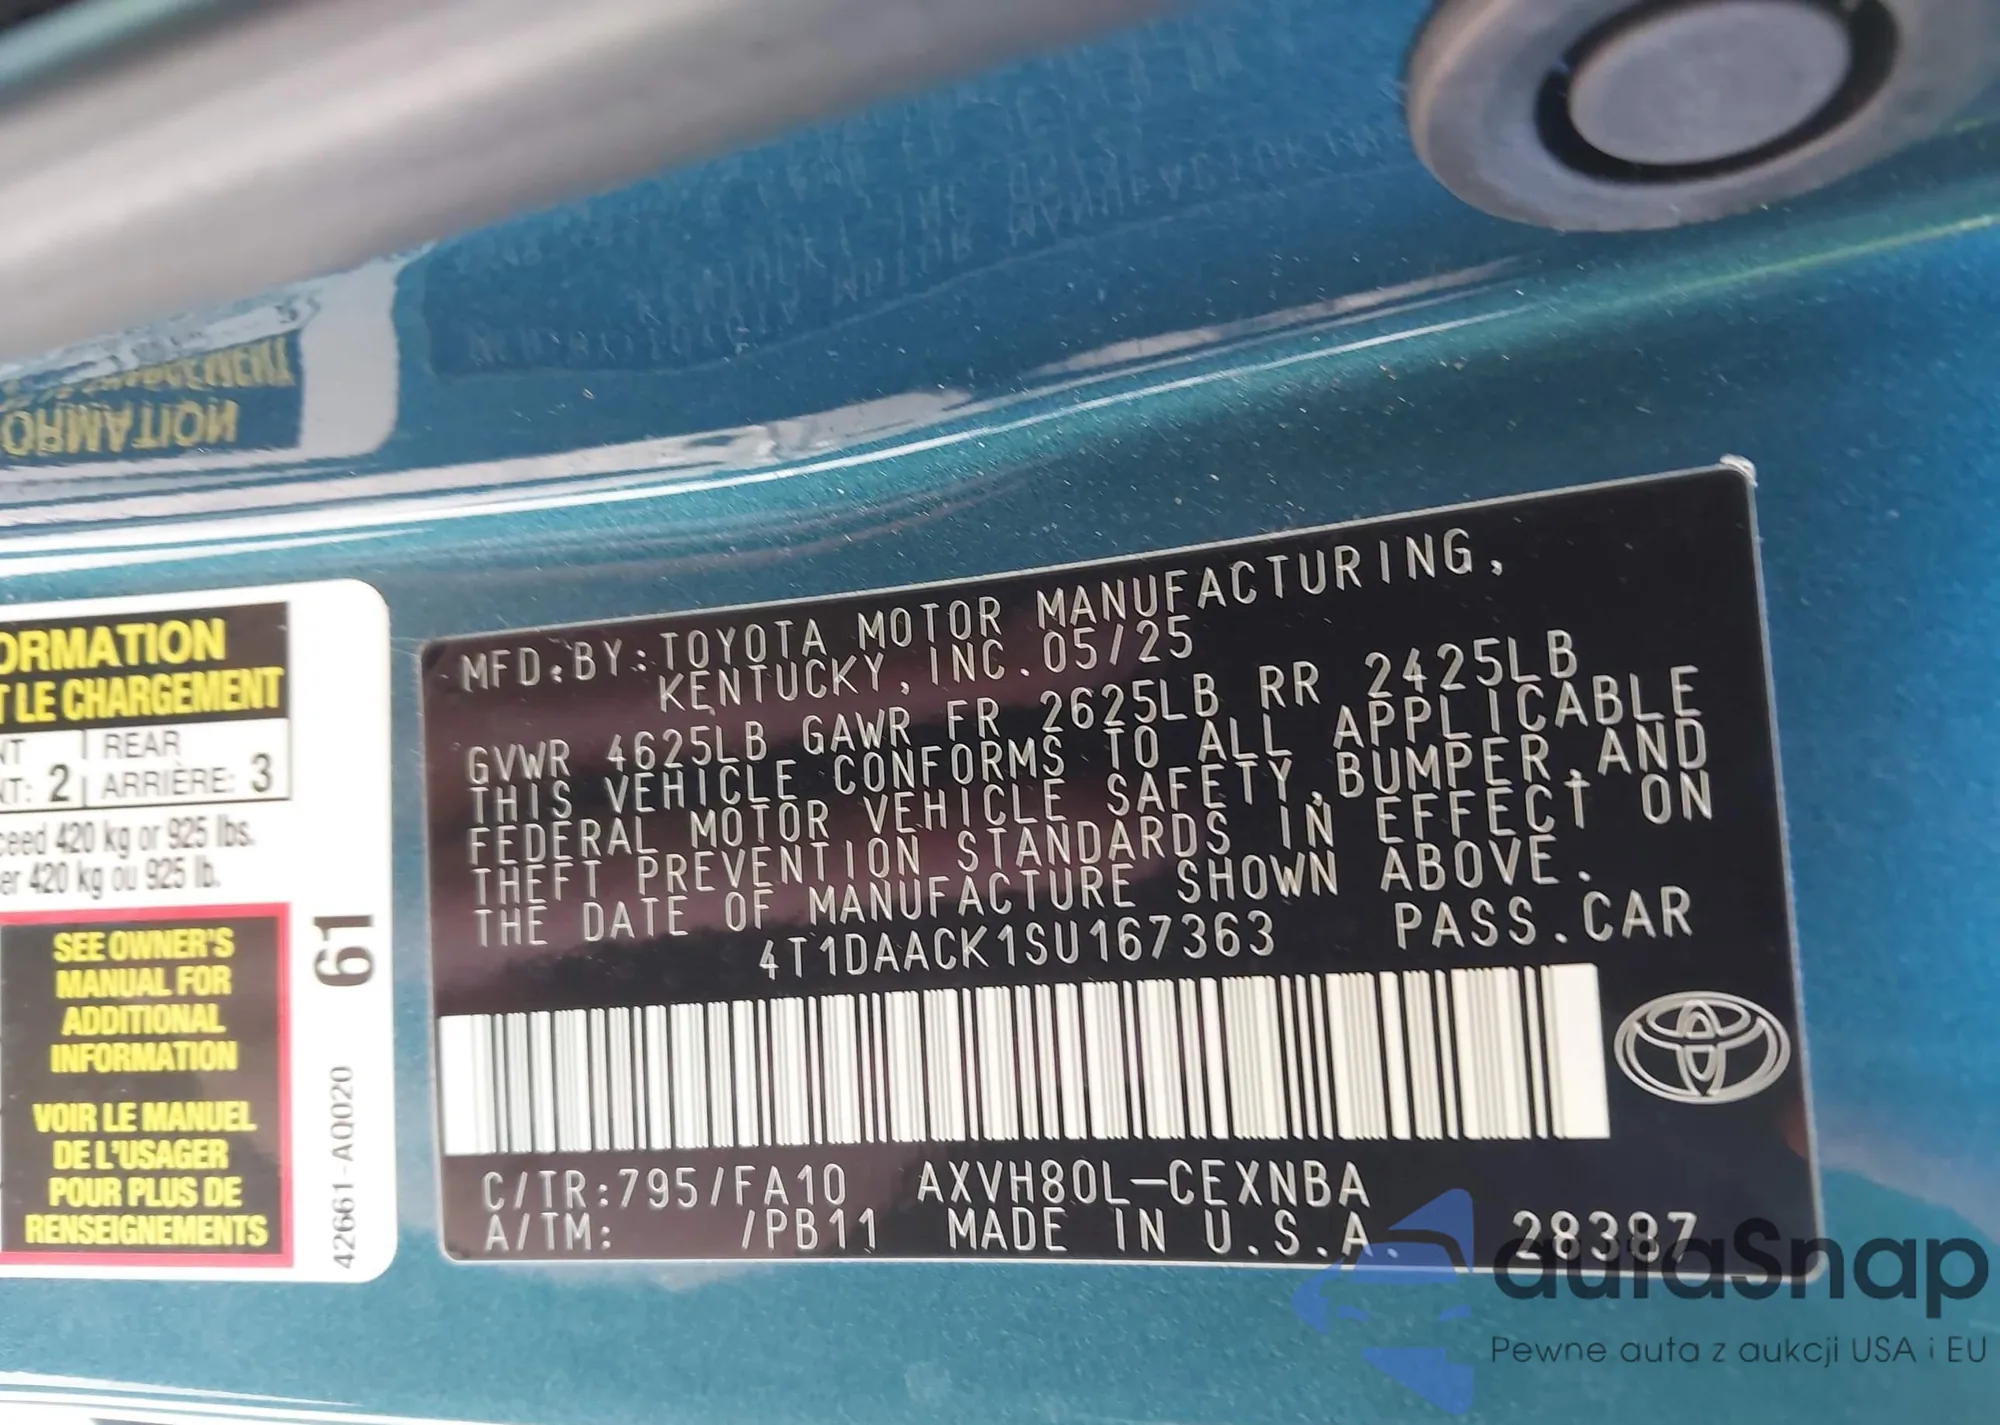 ORMATION
T LE CHARGEMENT
NT | REAR
NT: 2 | ARRIÈRE: 3
ceed 420 kg or 925 lbs.
er 420 kg ou 925 lb.
SEE OWNER'S
MANUAL FOR
ADDITIONAL
INFORMATION
VOIR LE MANUEL
DE L'USAGER
POUR PLUS DE
RENSEIGNEMENTS
61
42661-AQ020
MFD.BY: TOYOTA MOTOR MANUFACTURING,
KENTUCKY, INC. 05/25
GVWR 4625LB GAWR FR 2625LB RR 2425LB
THIS VEHICLE CONFORMS TO ALL APPLICABLE
FEDERAL MOTOR VEHICLE SAFETY, BUMPER, AND
THEFT PREVENTION STANDARDS IN EFFECT ON
THE DATE OF MANUFACTURE SHOWN ABOVE.
4T1DAACK1SU167363 PASS.CAR
C/TR:795/FA10 AXVH80L-CEXNBA
A/TM: /PB11 MADE IN U.S.A. 28387
autaSnap
Pewne auta z aukcji USA i EU